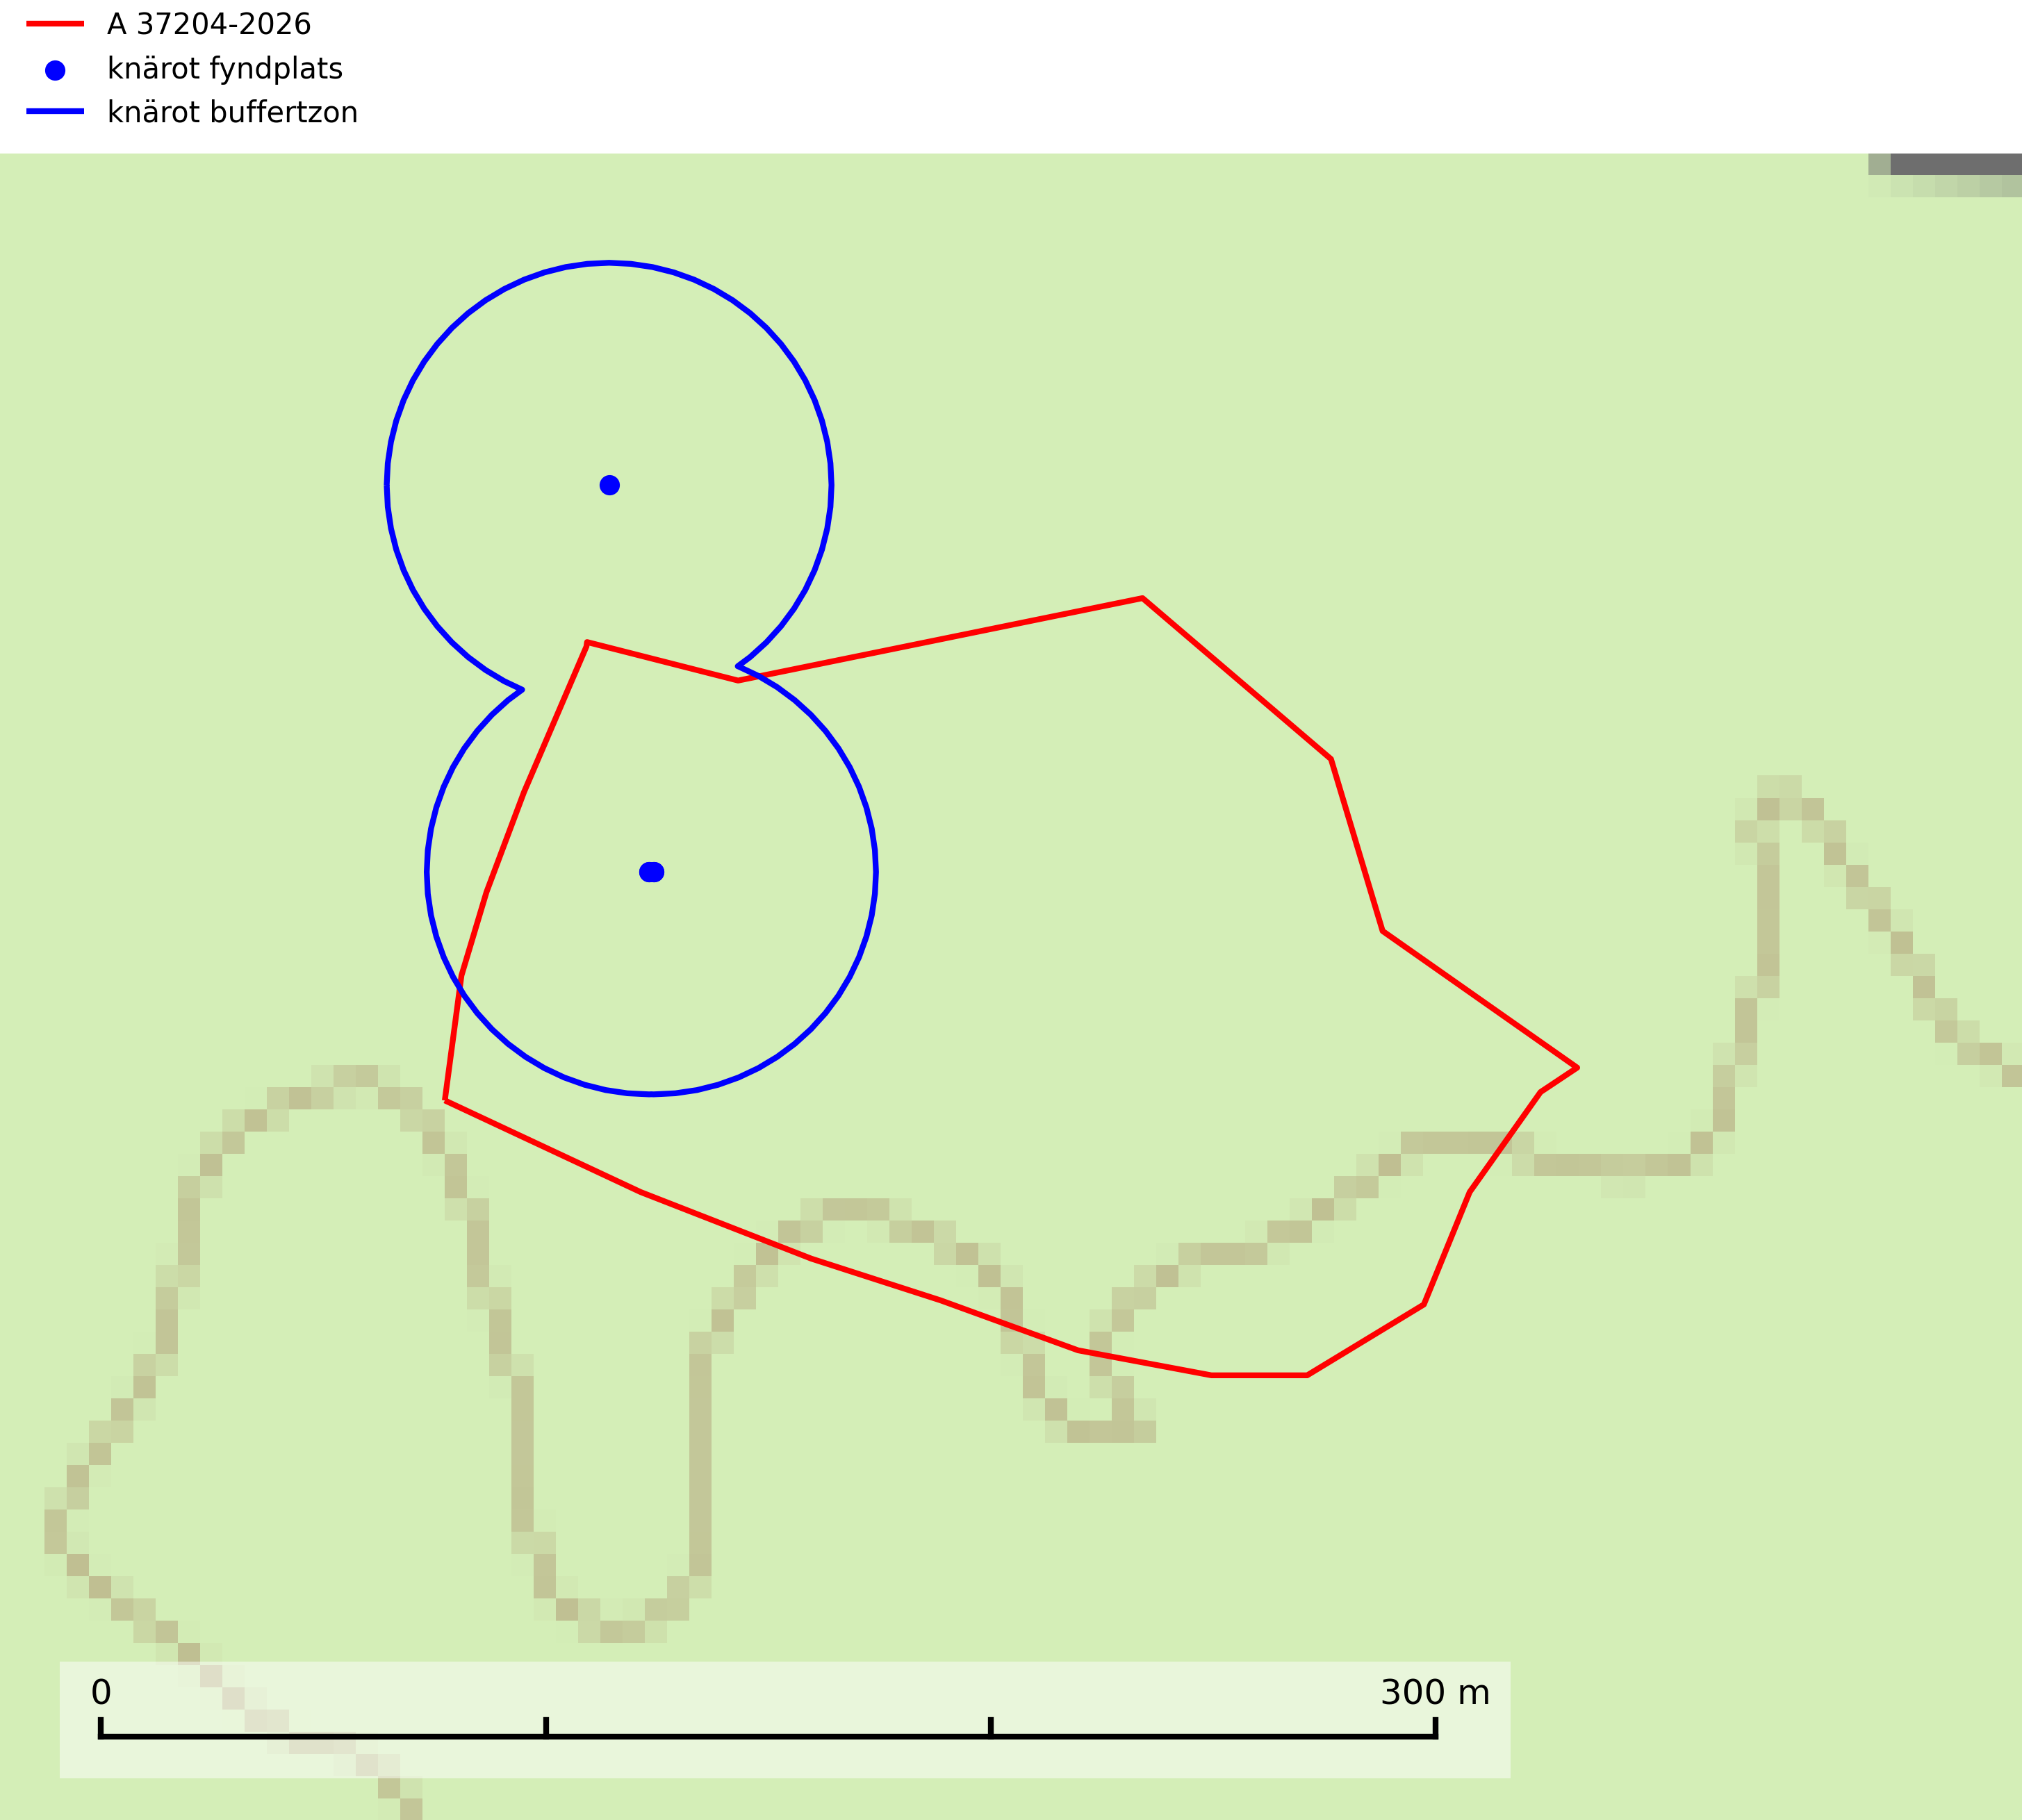 A 37204-2026
knärot fyndplats
knärot buffertzon
0 300 m